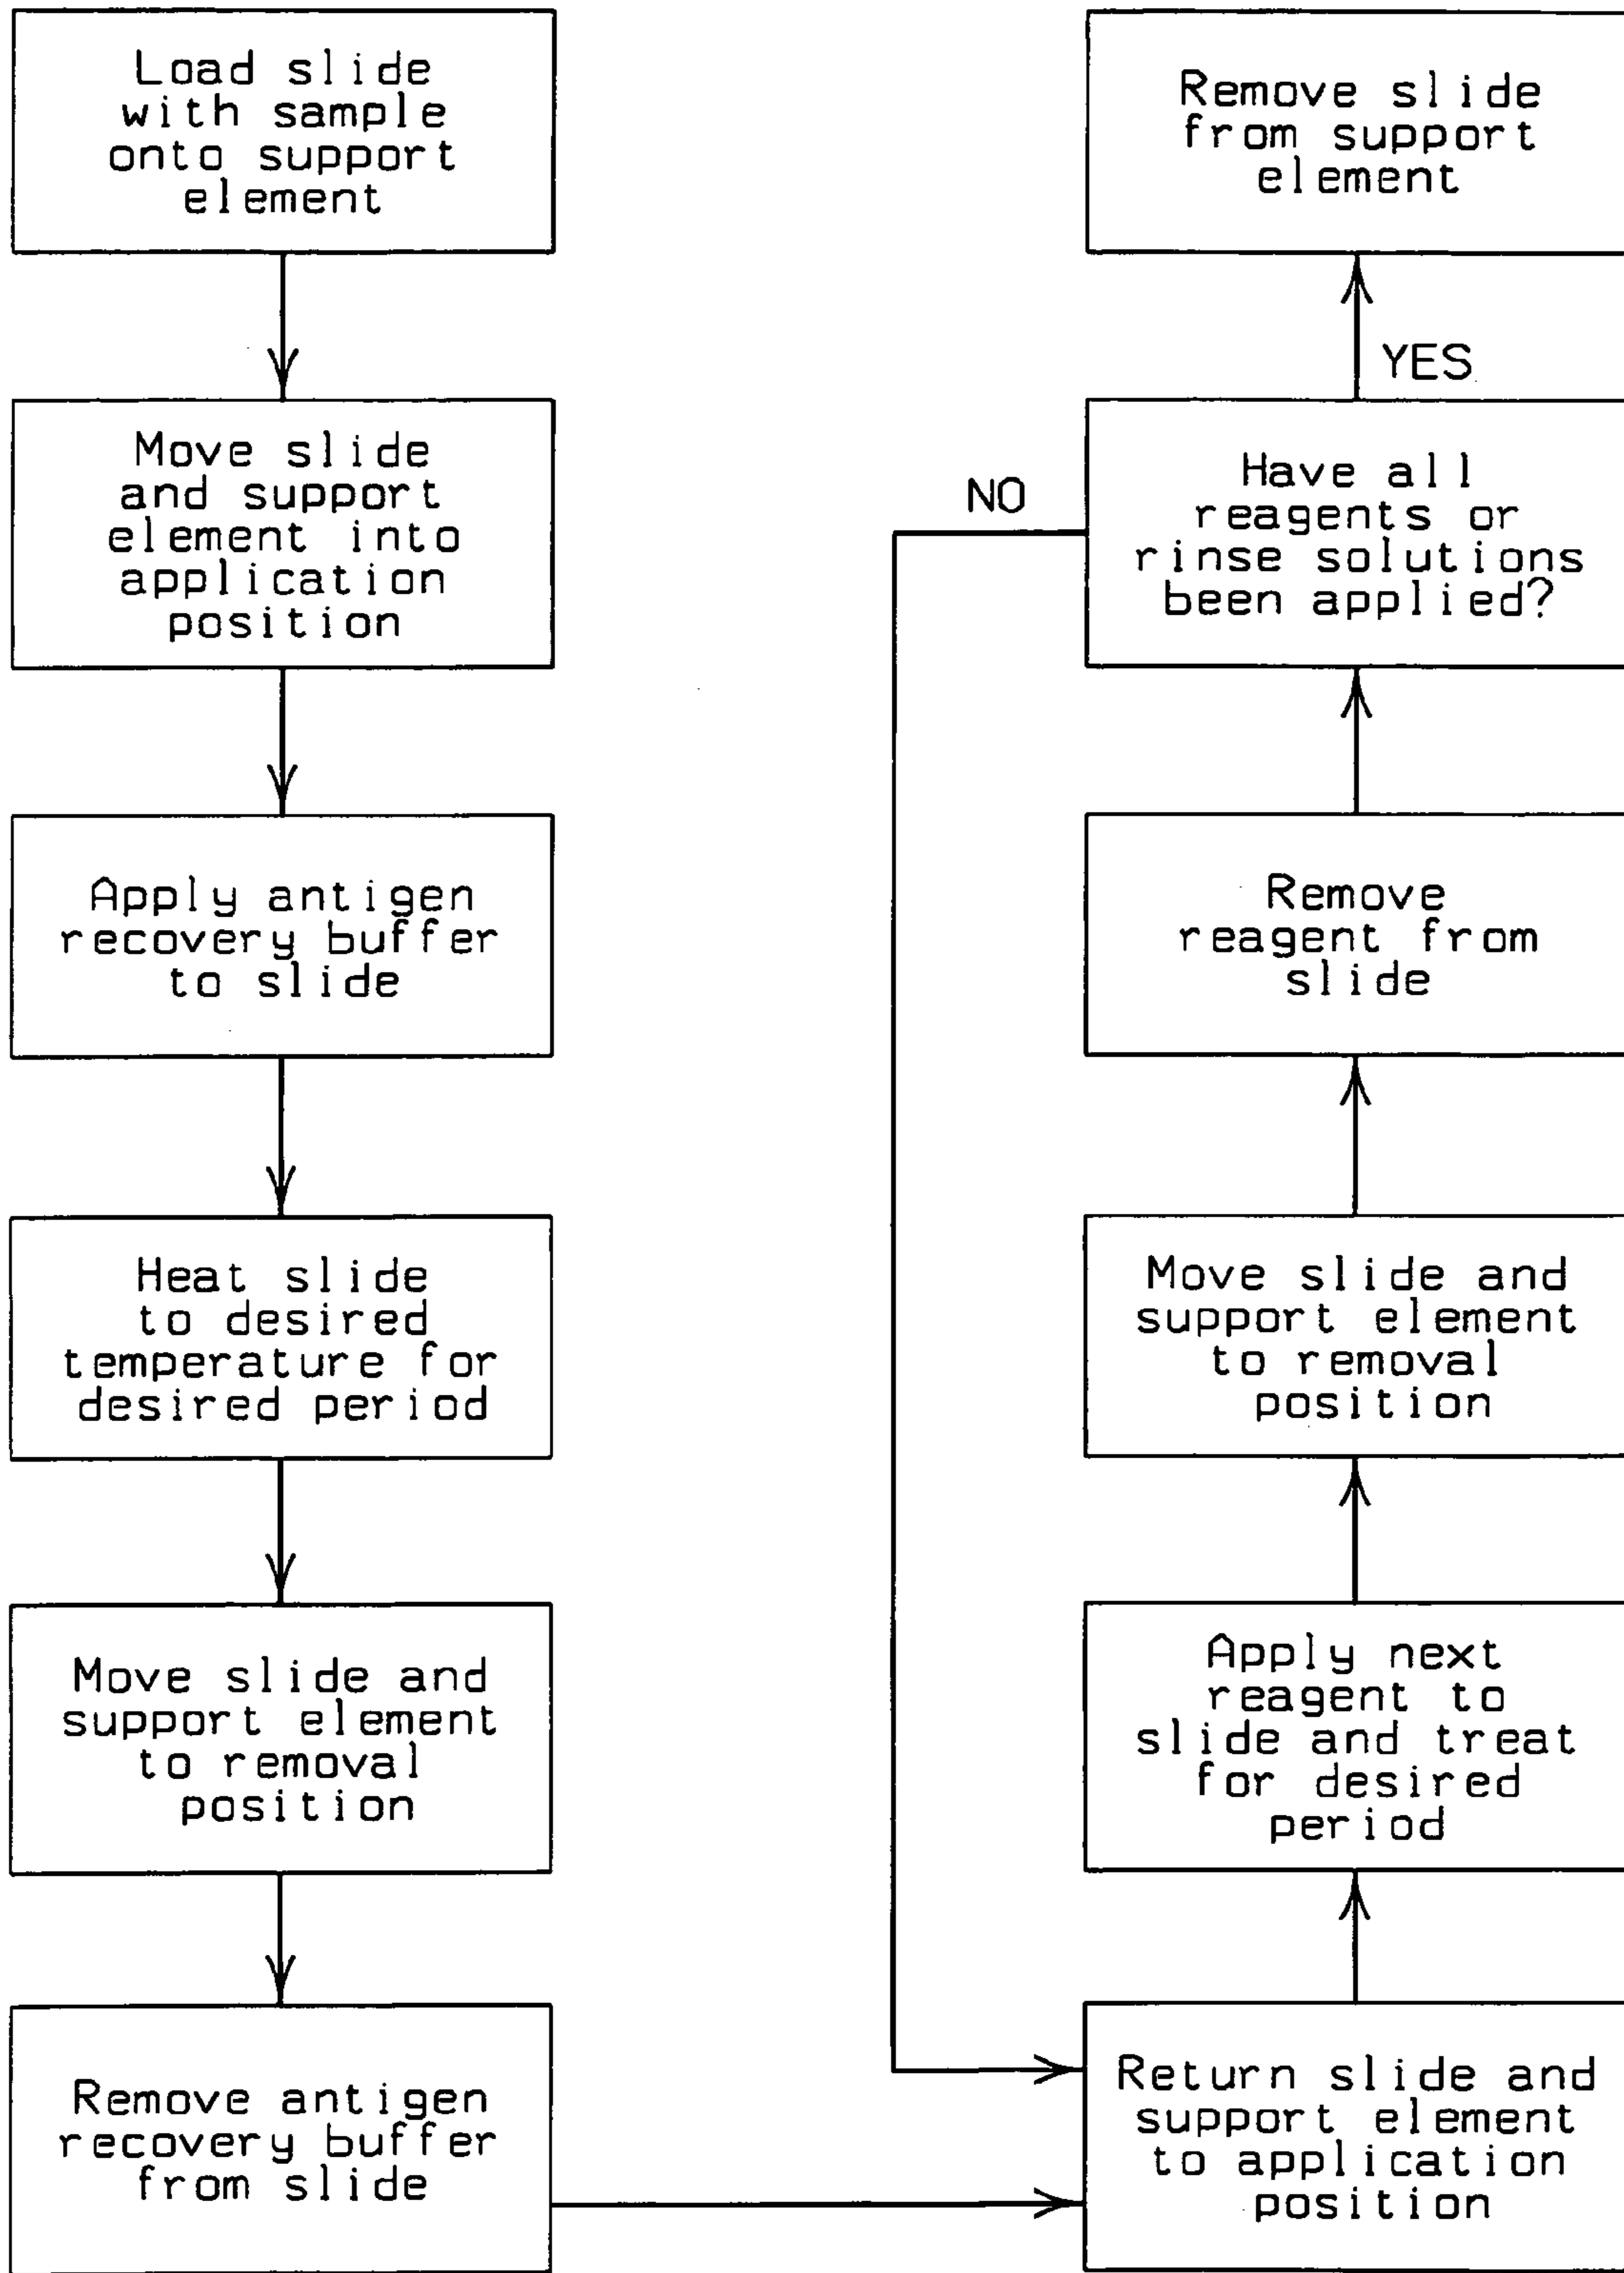 Load slide
with sample
onto support
element
Move slide
and support
element into
application
position
Apply antigen
recovery buffer
to slide
Heat slide
to desired
temperature for
desired period
Move slide and
support element
to removal
position
Remove antigen
recovery buffer
from slide
Return slide and
support element
to application
position
Apply next
reagent to
slide and treat
for desired
period
Move slide and
support element
to removal
position
Remove
reagent from
slide
Have all
reagents or
rinse solutions
been applied?
NO
YES
Remove slide
from support
element